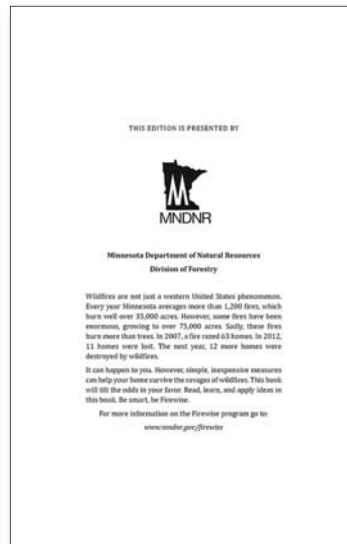 THIS EDITION IS PRESENTED BY
M
MNDNR
Minnesota Department of Natural Resources
Division of Forestry
Wildfires are not just a western United States phenomenon.
Every year Minnesota averages more than 1,200 fires, which
burn well over 35,000 acres. However, some fires have been
enormous, growing to over 75,000 acres. Sadly, these fires
burn more than trees. In 2007, a fire razed 63 homes. In 2012,
11 homes were lost. The next year, 12 more homes were
destroyed by wildfires.
It can happen to you. However, simple, inexpensive measures
can help your home survive the ravages of wildfires. This book
will tilt the odds in your favor. Read, learn, and apply ideas in
this book. Be smart, be Firewise.
For more information on the Firewise program go to:
www.mndnr.gov/firewise